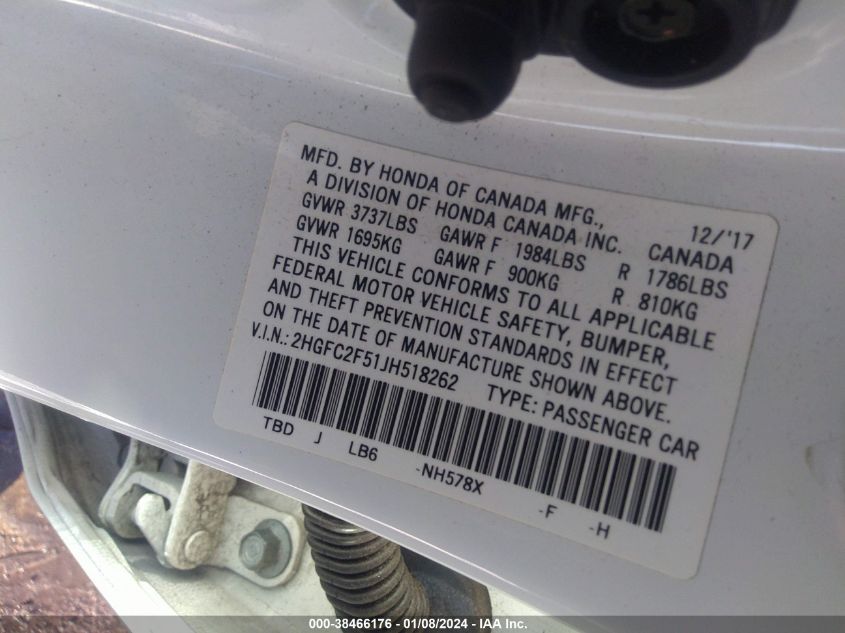 MFD. BY HONDA OF CANADA MFG., 12/'17
A DIVISION OF HONDA CANADA INC. CANADA
GVWR 3737LBS GAWR F 1984LBS R 1786LBS
GVWR 1695KG GAWR F 900KG R 810KG
THIS VEHICLE CONFORMS TO ALL APPLICABLE
FEDERAL MOTOR VEHICLE SAFETY, BUMPER,
AND THEFT PREVENTION STANDARDS IN EFFECT
ON THE DATE OF MANUFACTURE SHOWN ABOVE.
V.I.N.: 2HGFC2F51JH518262 TYPE: PASSENGER CAR
TBD J LB6 -NH578X -F -H
000-38466176 | 01/08/2024 - IAA Inc.